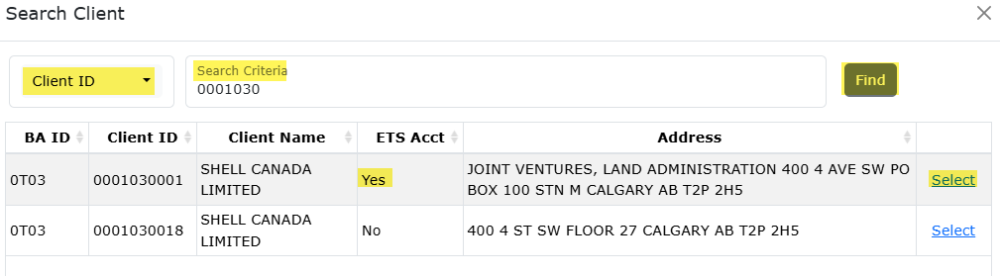 Search Client
Client ID
Search Criteria
0001030
Find
BA ID Client ID Client Name ETS Acct Address
0T03 0001030001 SHELL CANADA LIMITED Yes JOINT VENTURES, LAND ADMINISTRATION 400 4 AVE SW PO BOX 100 STN M CALGARY AB T2P 2H5 Select
0T03 0001030018 SHELL CANADA LIMITED No 400 4 ST SW FLOOR 27 CALGARY AB T2P 2H5 Select